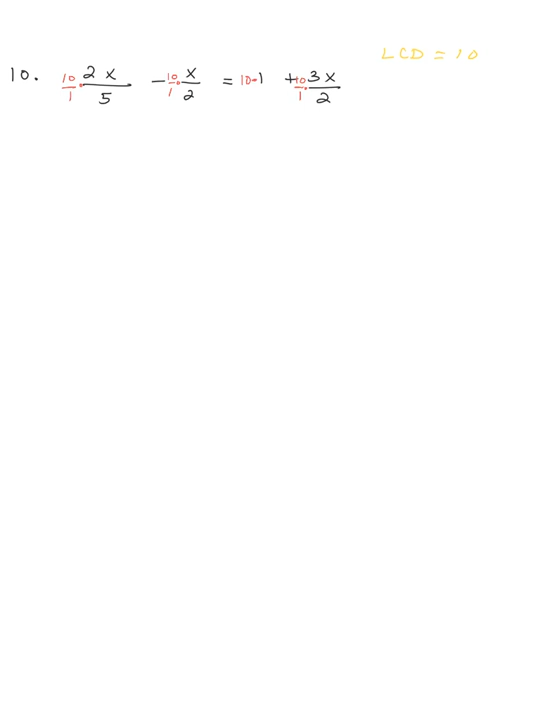 LCD = 10
10. 10/1 · 2x/5 - 10/1 · x/2 = 10·1 + 10/1 · 3x/2